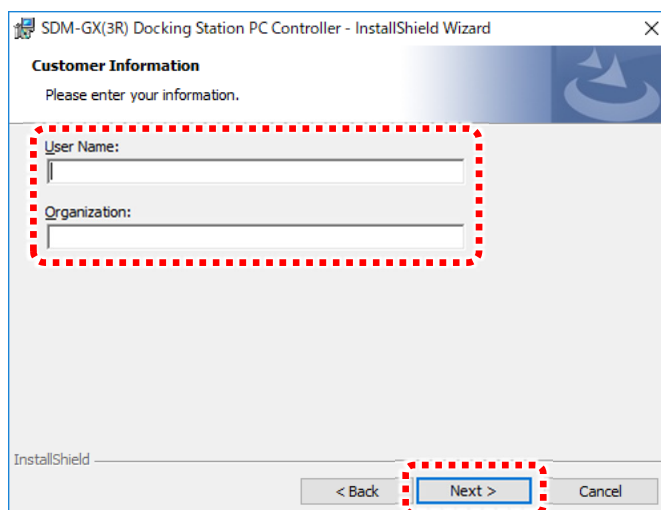 SDM-GX(3R) Docking Station PC Controller - InstallShield Wizard
Customer Information
Please enter your information.
User Name:
Organization:
InstallShield
< Back
Next >
Cancel